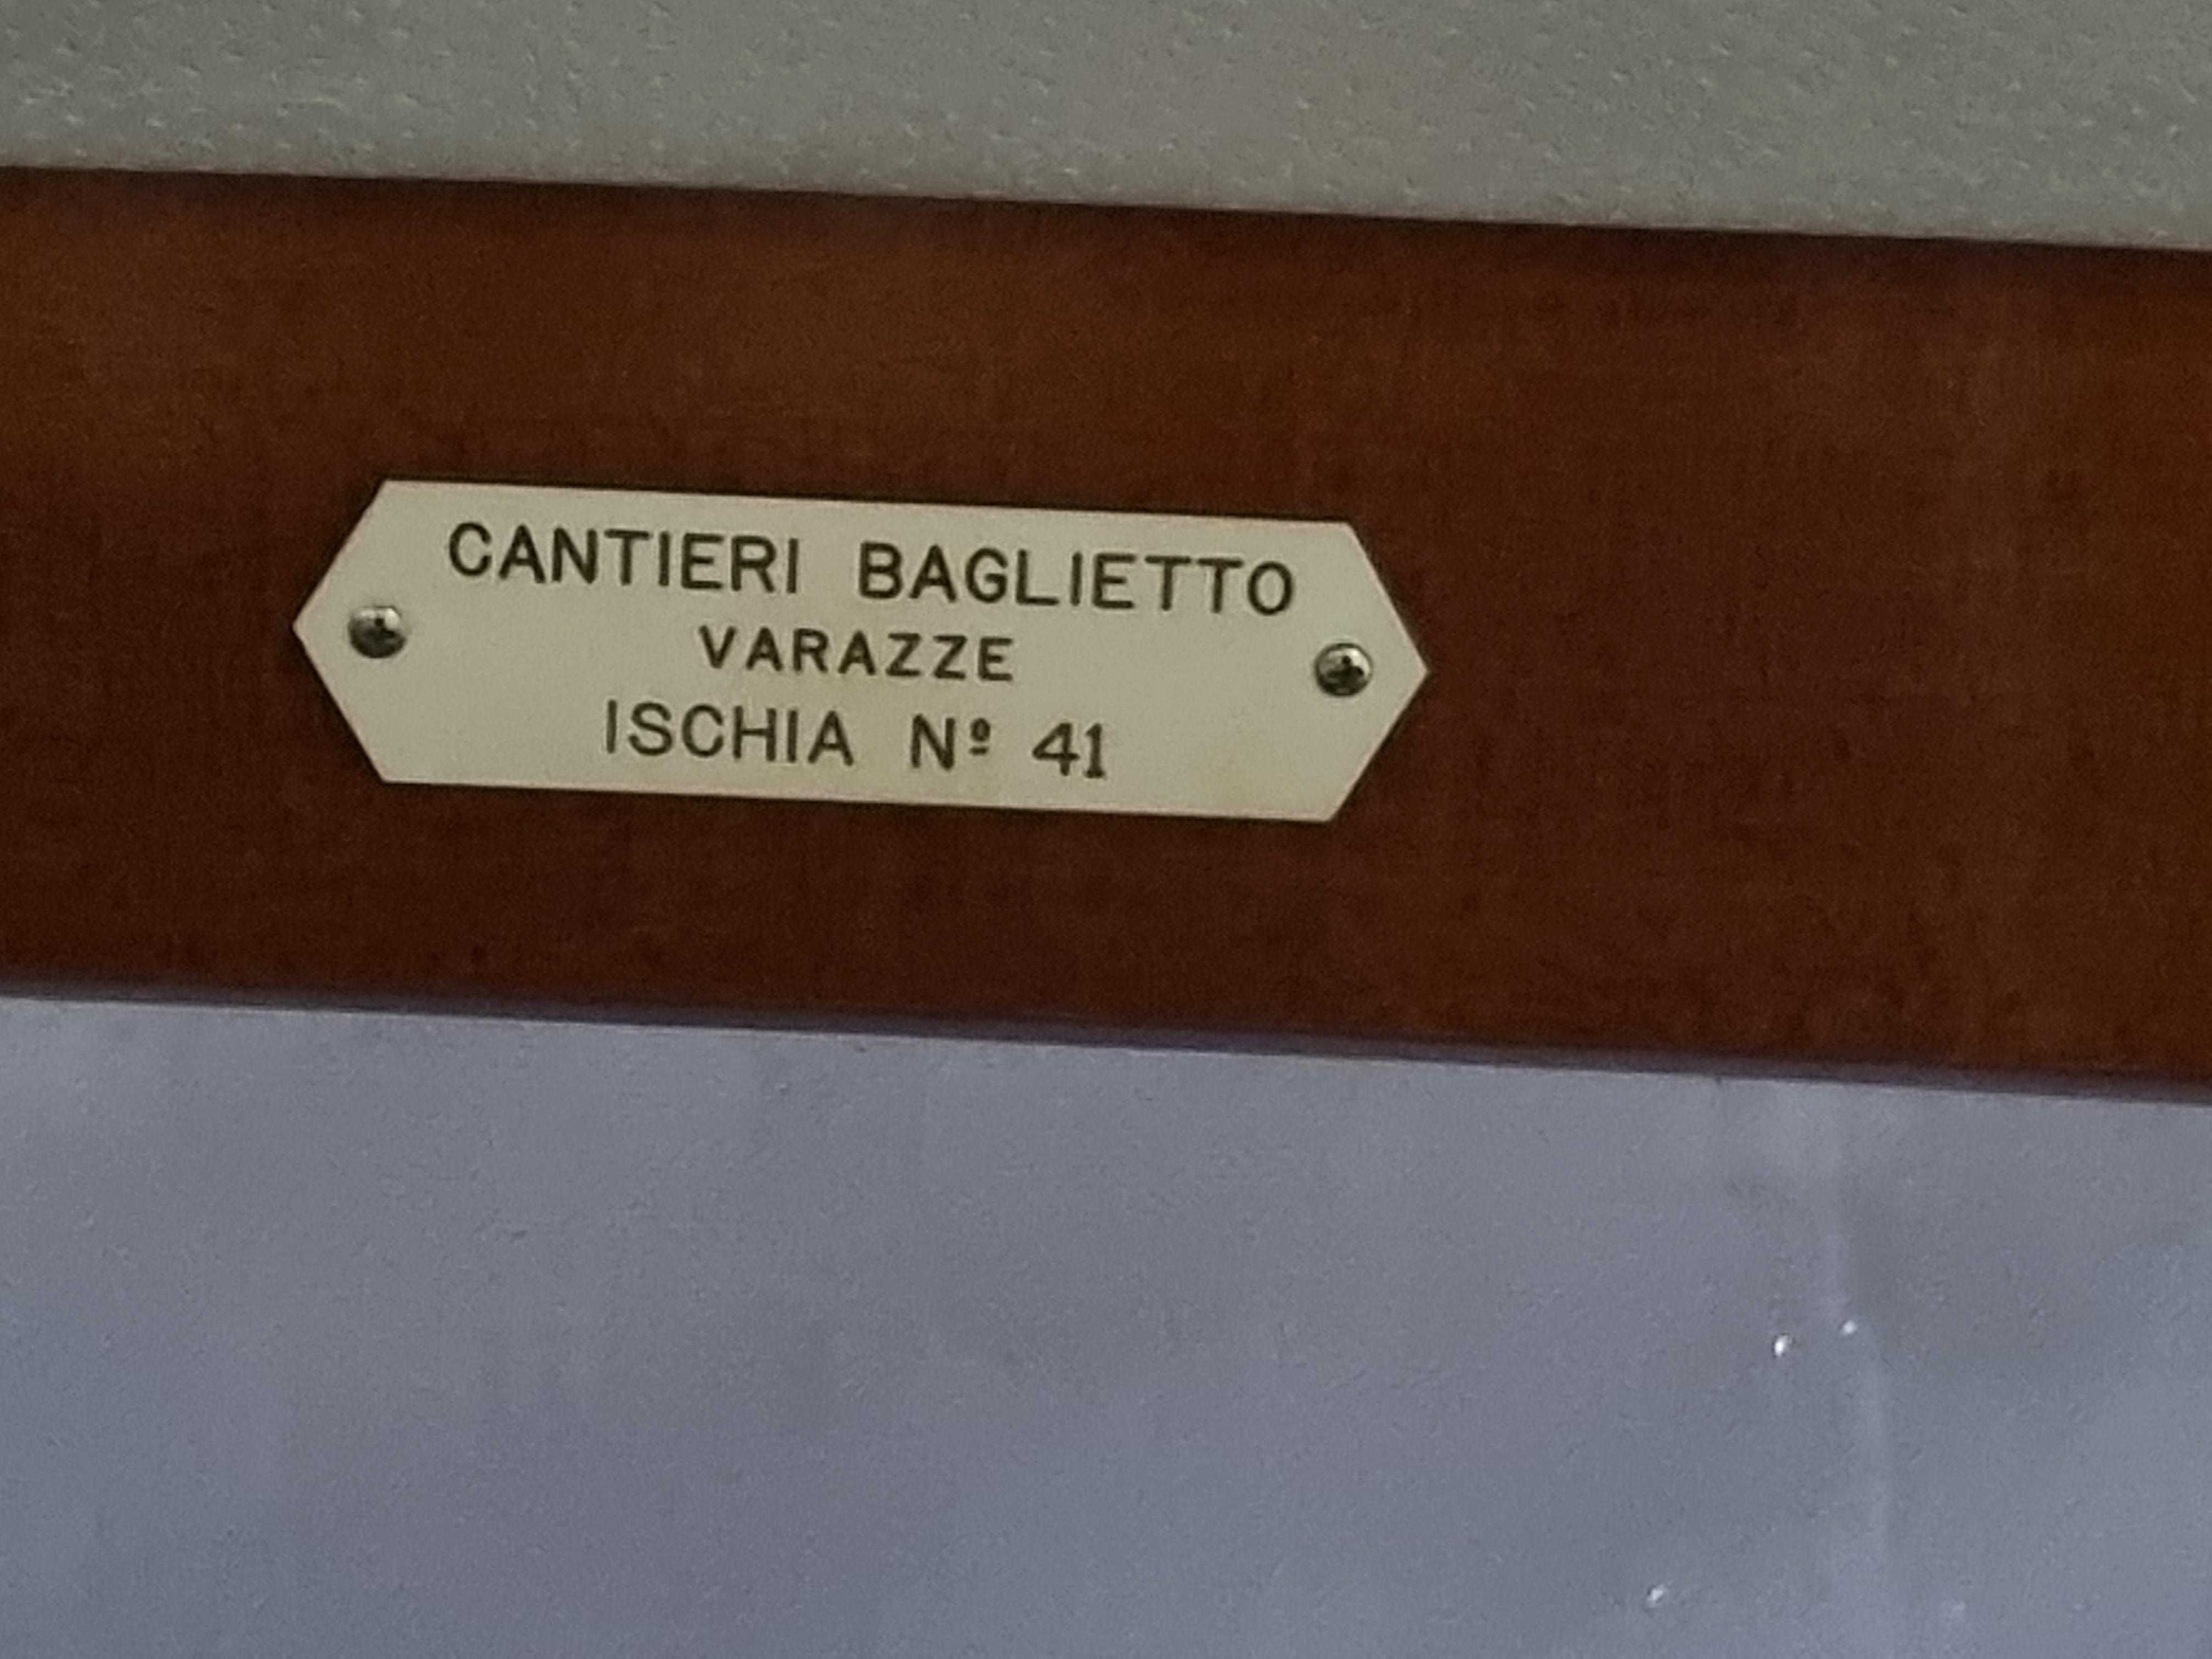 CANTIERI BAGLIETTO
VARAZZE
ISCHIA Nº 41